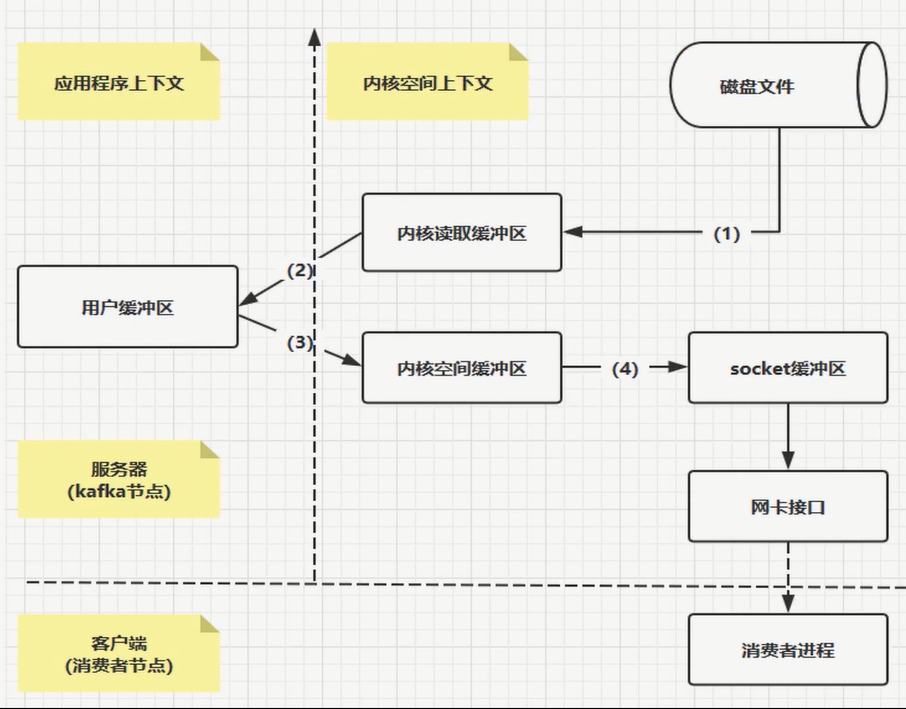 应用程序上下文
内核空间上下文
磁盘文件
内核读取缓冲区
(1)
(2)
用户缓冲区
(3)
内核空间缓冲区
(4)
socket缓冲区
服务器
(kafka节点)
网卡接口
客户端
(消费者节点)
消费者进程